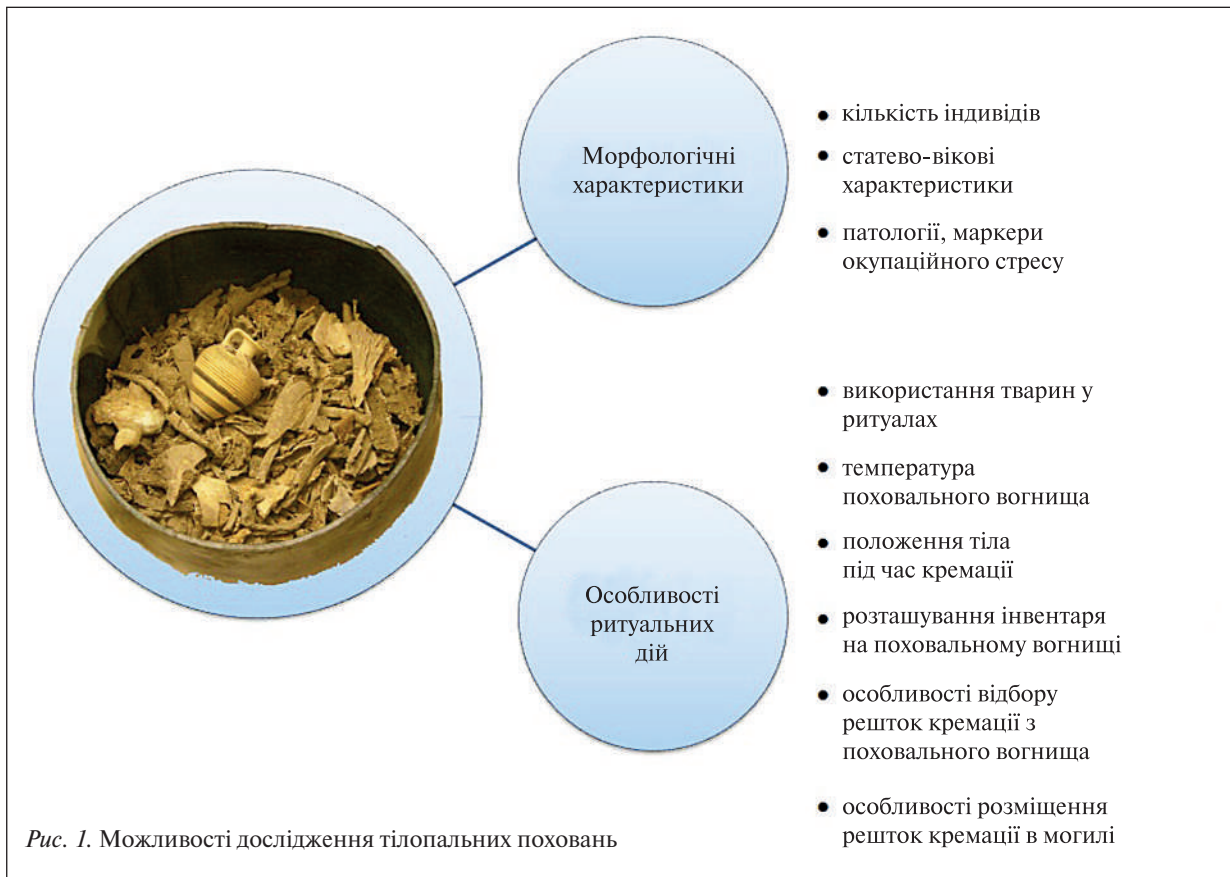 Морфологічні
характеристики
● кількість індивідів
● статево-вікові
характеристики
● патології, маркери
окупаційного стресу
Особливості
ритуальних
дій
● використання тварин у
ритуалах
● температура
поховального вогнища
● положення тіла
під час кремації
● розташування інвентаря
на поховальному вогнищі
● особливості відбору
решток кремації з
поховального вогнища
● особливості розміщення
решток кремації в могилі
Рис. 1. Можливості дослідження тілопальних поховань